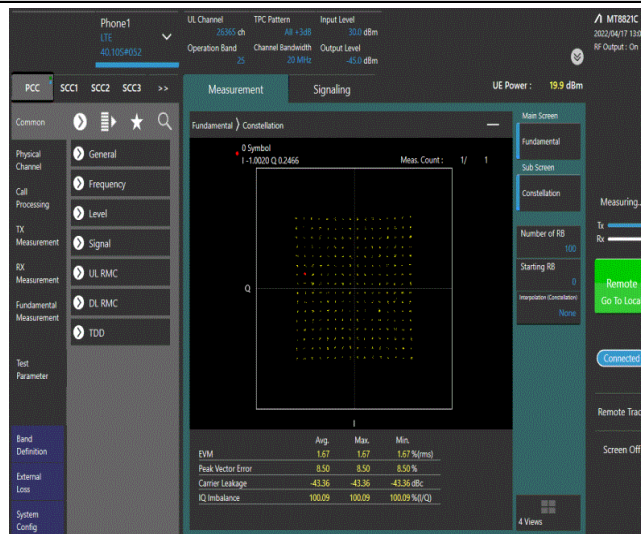 Phone1
LTE
40.105#052
UL Channel
26365 ch
TPC Pattern
All +3dB
Input Level
30.0 dBm
Operation Band
25
Channel Bandwidth
20 MHz
Output Level
-45.0 dBm
MT8821C
2022/04/17 13:0
RF Output : On
PCC
SCC1
SCC2
SCC3
>>
Measurement
Signaling
UE Power : 19.9 dBm
Common
Physical
Channel
Call
Processing
TX
Measurement
RX
Measurement
Fundamental
Measurement
Test
Parameter
Band
Definition
External
Loss
System
Config
General
Frequency
Level
Signal
UL RMC
DL RMC
TDD
Fundamental 〉 Constellation
0 Symbol
I -1.0020 Q 0.2466
Meas. Count : 1/ 1
Q
I
Avg. Max. Min.
EVM 1.67 1.67 1.67 %(rms)
Peak Vector Error 8.50 8.50 8.50 %
Carrier Leakage -43.36 -43.36 -43.36 dBc
IQ Imbalance 100.09 100.09 100.09 %(I/Q)
Main Screen
Fundamental
Sub Screen
Constellation
Number of RB
100
Starting RB
0
Interpolation (Constellation)
None
4 Views
Measuring..
Tx
Rx
Remote
Go To Loca
Connected
Remote Trac
Screen Off